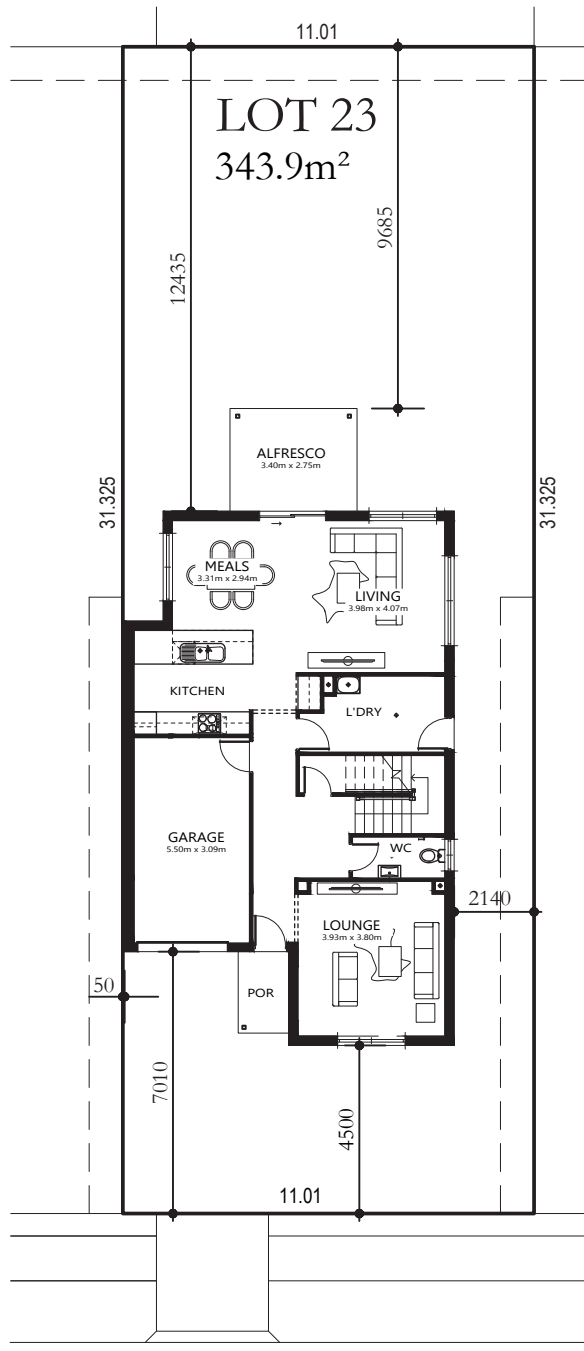 11.01
LOT 23
343.9m²
9685
12435
ALFRESCO
3.40m x 2.75m
31.325
31.325
MEALS
3.31m x 2.94m
LIVING
3.98m x 4.07m
KITCHEN
L'DRY
GARAGE
5.50m x 3.09m
WC
2140
LOUNGE
3.93m x 3.80m
50
POR
7010
4500
11.01